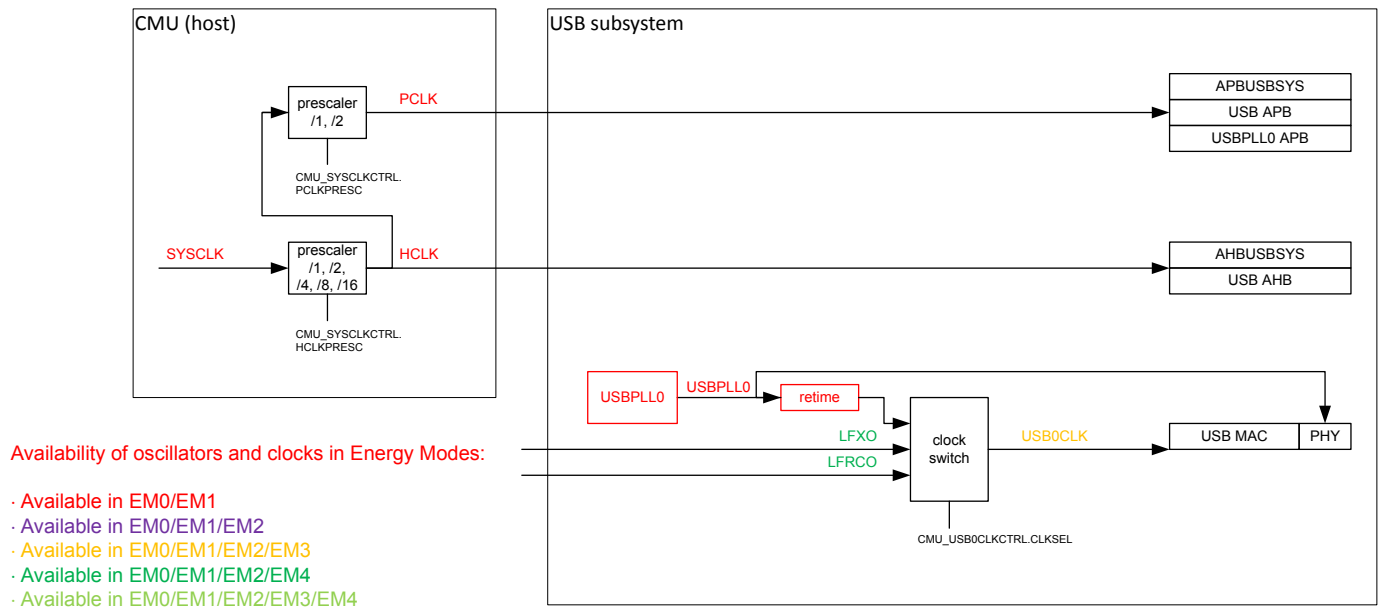 CMU (host)
USB subsystem
prescaler
/1, /2
PCLK
CMU_SYSCLKCTRL.
PCLKPRESC
APBUSBSYS
USB APB
USBPLL0 APB
SYSCLK
prescaler
/1, /2,
/4, /8, /16
HCLK
CMU_SYSCLKCTRL.
HCLKPRESC
AHBUSBSYS
USB AHB
USBPLL0
USBPLL0
retime
LFXO
LFRCO
clock
switch
USB0CLK
USB MAC
PHY
CMU_USB0CLKCTRL.CLKSEL
Availability of oscillators and clocks in Energy Modes:
· Available in EM0/EM1
· Available in EM0/EM1/EM2
· Available in EM0/EM1/EM2/EM3
· Available in EM0/EM1/EM2/EM4
· Available in EM0/EM1/EM2/EM3/EM4